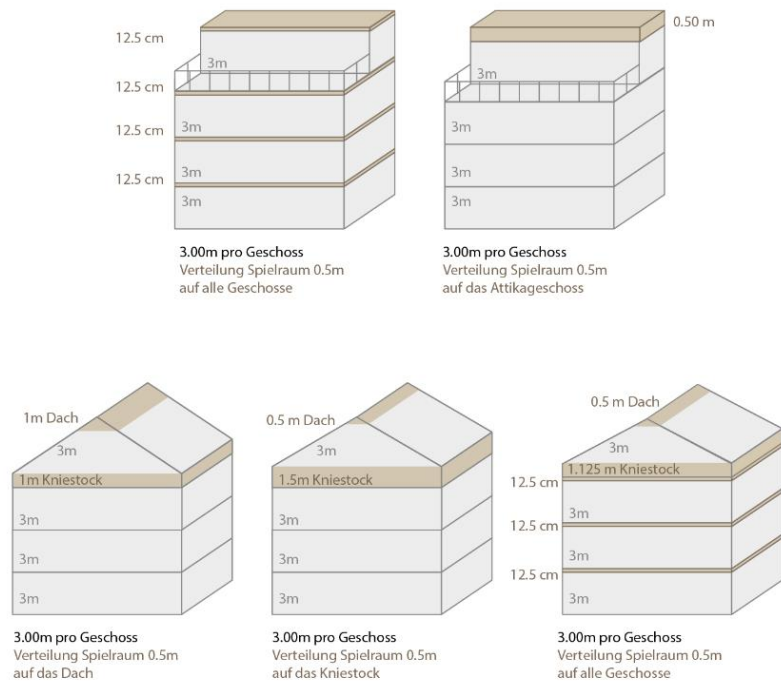 12.5 cm
3m
12.5 cm
3m
12.5 cm
3m
12.5 cm
3m
3.00m pro Geschoss
Verteilung Spielraum 0.5m
auf alle Geschosse
0.50 m
3m
3m
3m
3m
3.00m pro Geschoss
Verteilung Spielraum 0.5m
auf das Attikageschoss
1m Dach
3m
1m Kniestock
3m
3m
3m
3.00m pro Geschoss
Verteilung Spielraum 0.5m
auf das Dach
0.5 m Dach
3m
1.5m Kniestock
3m
3m
3m
3.00m pro Geschoss
Verteilung Spielraum 0.5m
auf das Kniestock
0.5 m Dach
3m
1.125 m Kniestock
12.5 cm
3m
12.5 cm
3m
12.5 cm
3m
3.00m pro Geschoss
Verteilung Spielraum 0.5m
auf alle Geschosse